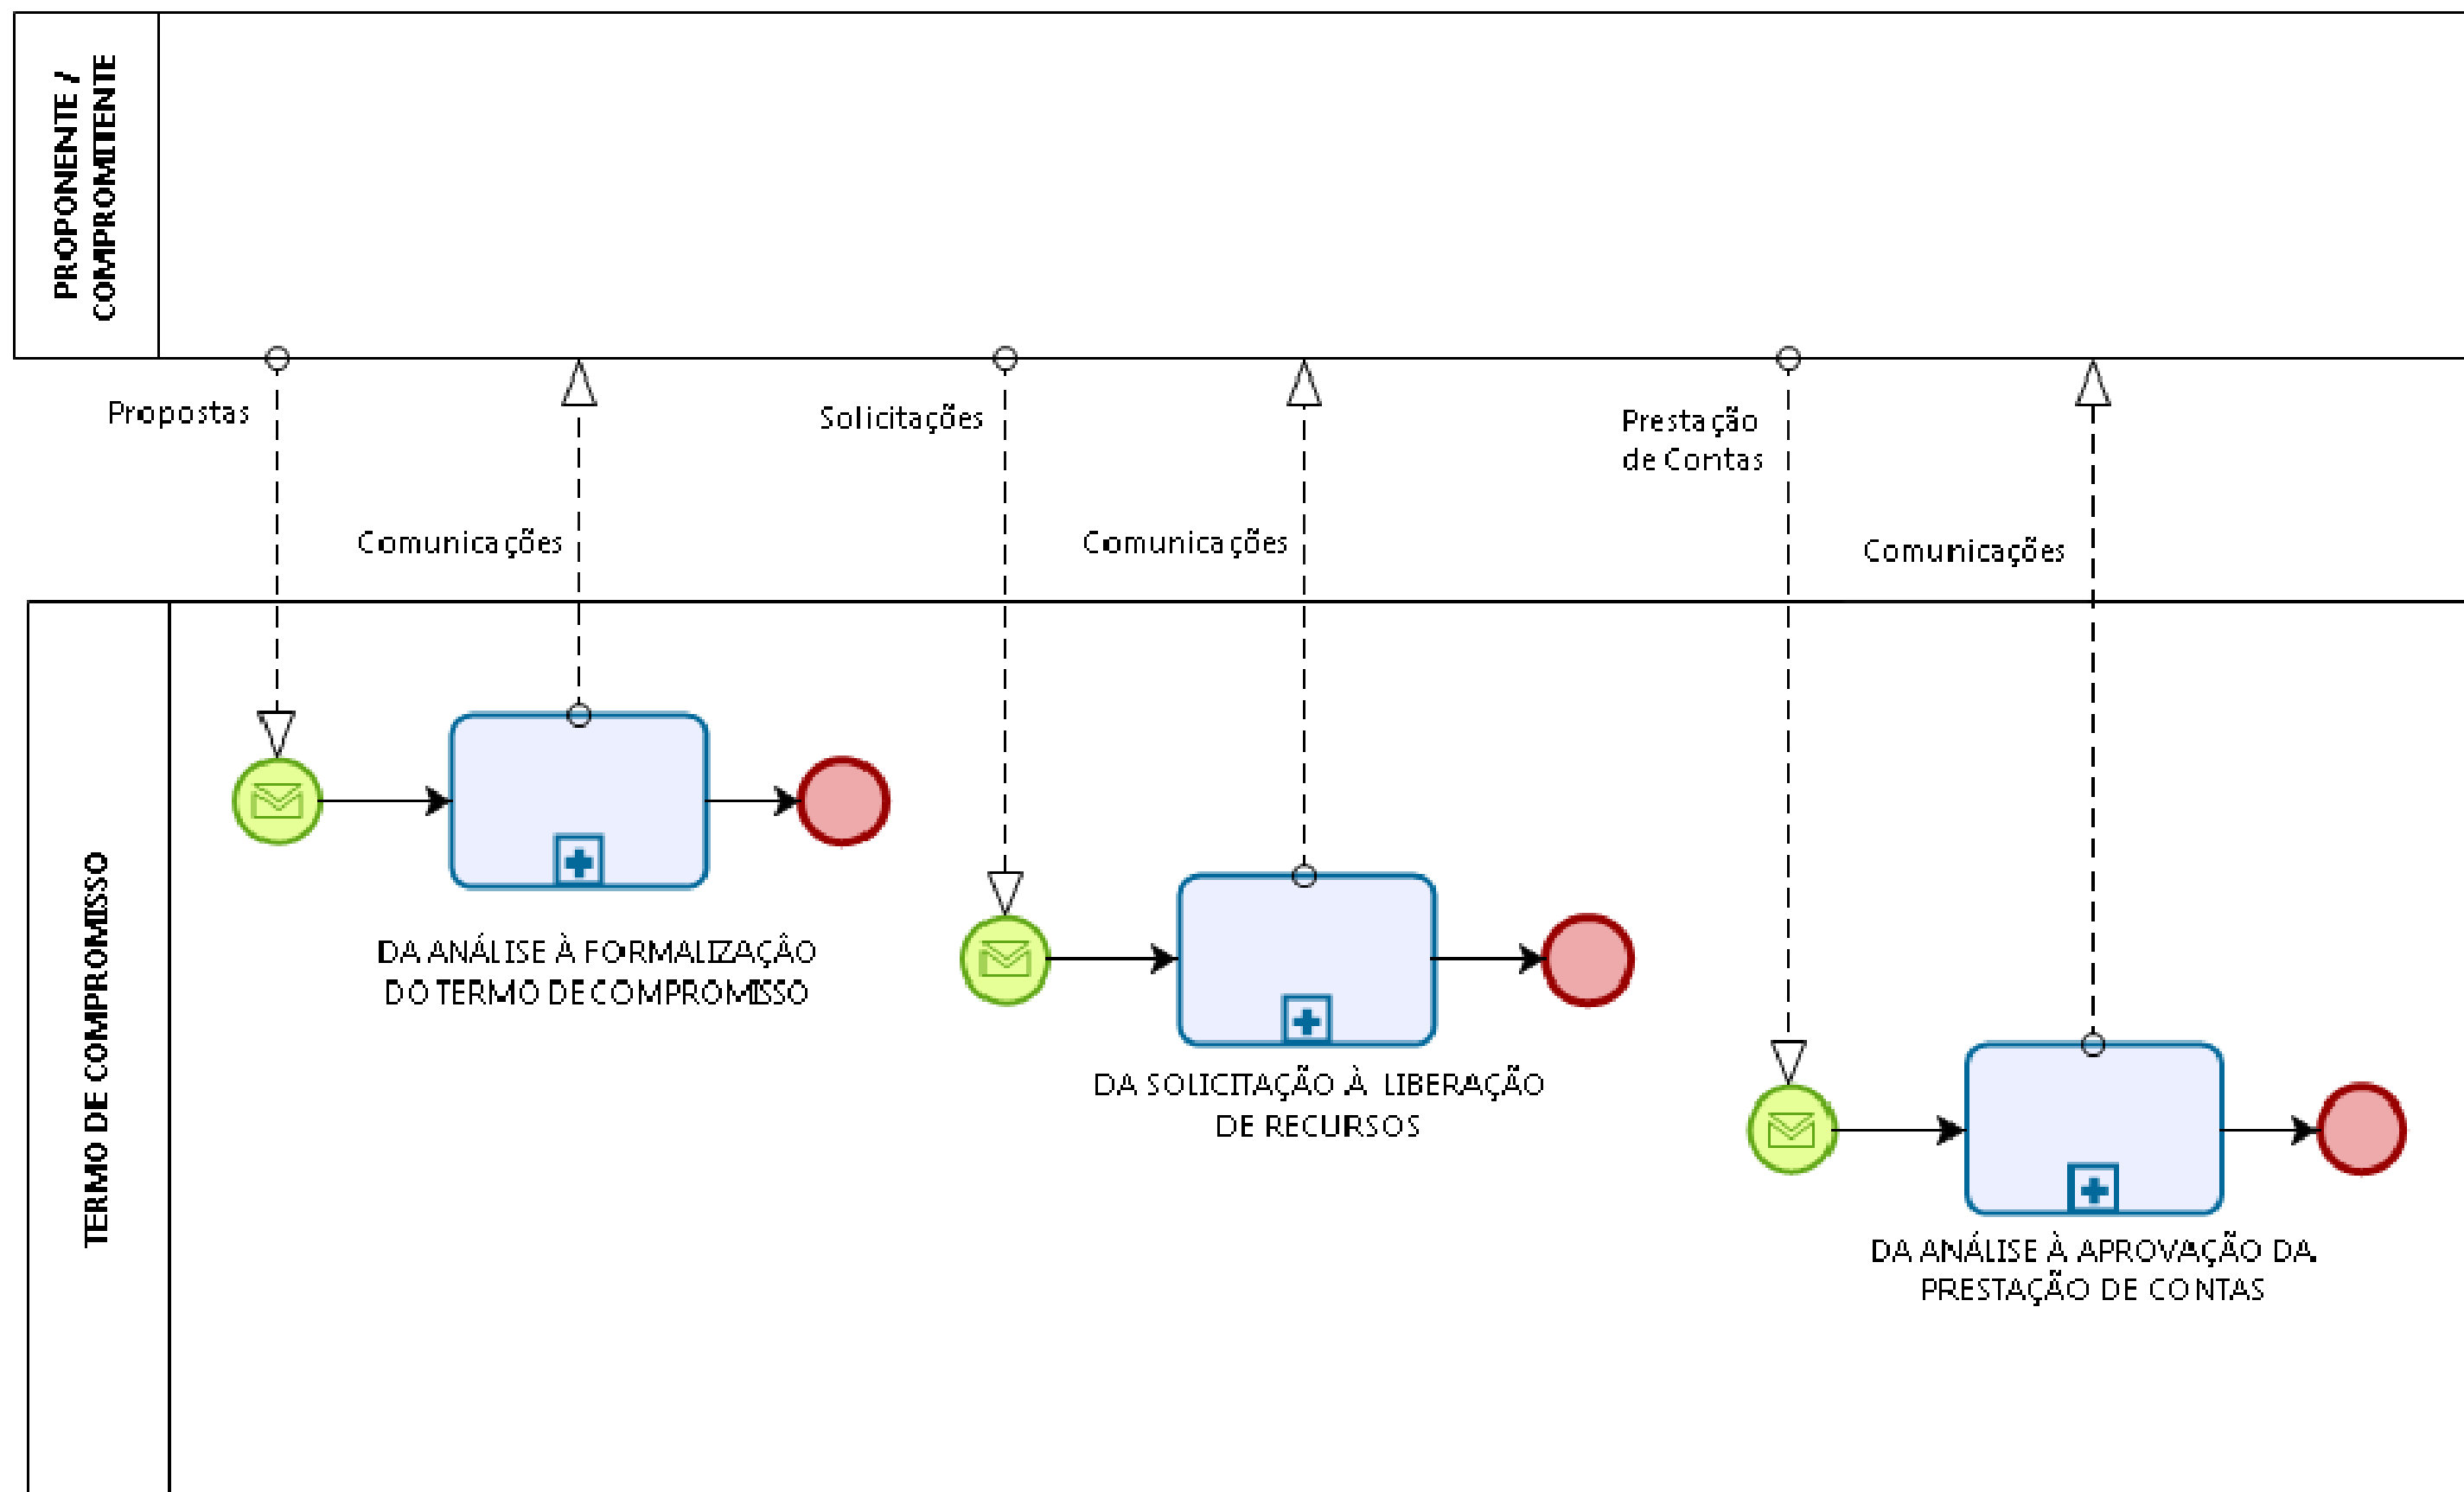 PROPONENTE /
COMPROMITENTE
Propostas
Comunicações
Solicitações
Comunicações
Prestação
de Contas
Comunicações
TERMO DE COMPROMISSO
DA ANÁLISE À FORMALIZAÇÃO
DO TERMO DE COMPROMISSO
DA SOLICITAÇÃO À LIBERAÇÃO
DE RECURSOS
DA ANÁLISE À APROVAÇÃO DA
PRESTAÇÃO DE CONTAS